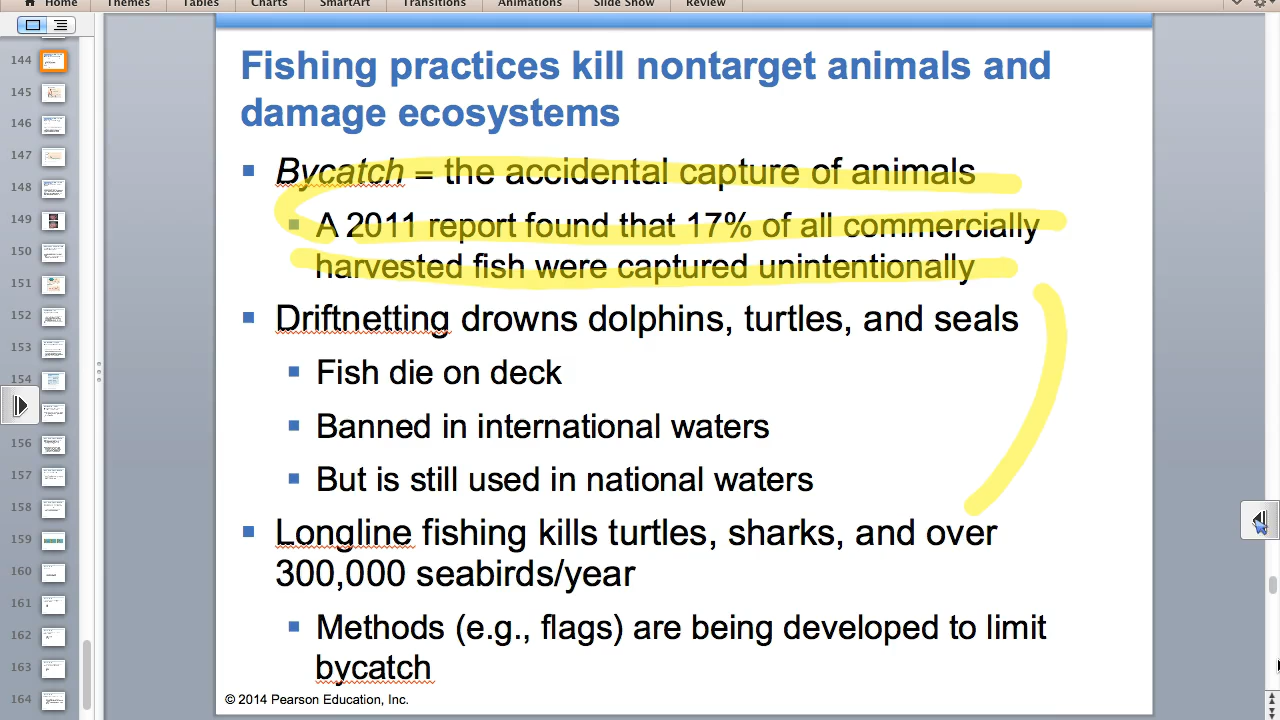 Home Themes Tables Charts SmartArt Transitions Animations Slide Show Review
144
145
146
147
148
149
150
151
152
153
154
156
157
158
159
160
161
162
163
164
Fishing practices kill nontarget animals and
damage ecosystems
Bycatch = the accidental capture of animals
A 2011 report found that 17% of all commercially
harvested fish were captured unintentionally
Driftnetting drowns dolphins, turtles, and seals
Fish die on deck
Banned in international waters
But is still used in national waters
Longline fishing kills turtles, sharks, and over
300,000 seabirds/year
Methods (e.g., flags) are being developed to limit
bycatch
© 2014 Pearson Education, Inc.